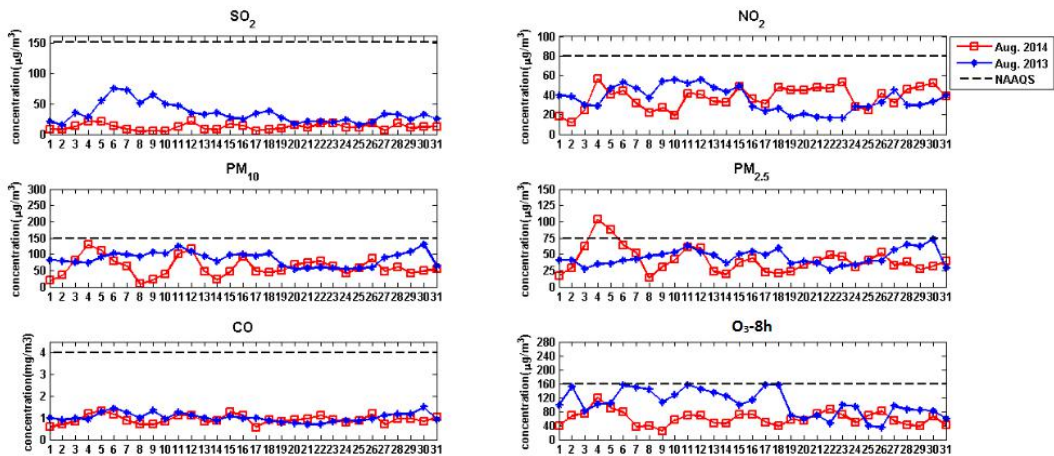 SO2
concentration(μg/m³)
150
100
50
0
1 2 3 4 5 6 7 8 9 10 11 12 13 14 15 16 17 18 19 20 21 22 23 24 25 26 27 28 29 30 31
NO2
concentration(μg/m³)
100
80
60
40
20
0
1 2 3 4 5 6 7 8 9 10 11 12 13 14 15 16 17 18 19 20 21 22 23 24 25 26 27 28 29 30 31
Aug. 2014
Aug. 2013
NAAQS
PM10
concentration(μg/m³)
300
250
200
150
100
50
0
1 2 3 4 5 6 7 8 9 10 11 12 13 14 15 16 17 18 19 20 21 22 23 24 25 26 27 28 29 30 31
PM2.5
concentration(μg/m³)
150
125
100
75
50
25
0
1 2 3 4 5 6 7 8 9 10 11 12 13 14 15 16 17 18 19 20 21 22 23 24 25 26 27 28 29 30 31
CO
concentration(mg/m3)
4
3
2
1
0
1 2 3 4 5 6 7 8 9 10 11 12 13 14 15 16 17 18 19 20 21 22 23 24 25 26 27 28 29 30 31
O₃-8h
concentration(μg/m³)
280
240
200
160
120
80
40
0
1 2 3 4 5 6 7 8 9 10 11 12 13 14 15 16 17 18 19 20 21 22 23 24 25 26 27 28 29 30 31